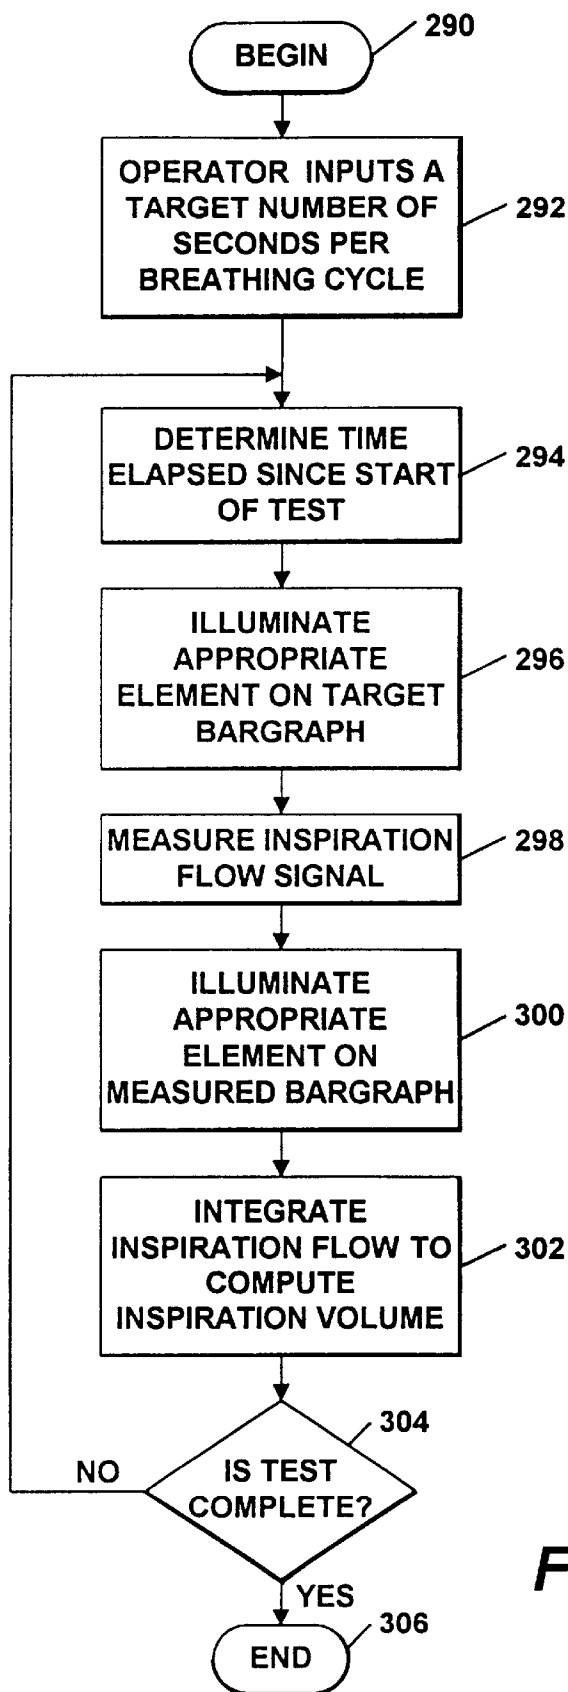 290
BEGIN
OPERATOR INPUTS A
TARGET NUMBER OF
SECONDS PER
BREATHING CYCLE
292
DETERMINE TIME
ELAPSED SINCE START
OF TEST
294
ILLUMINATE
APPROPRIATE
ELEMENT ON TARGET
BARGRAPH
296
MEASURE INSPIRATION
FLOW SIGNAL
298
ILLUMINATE
APPROPRIATE
ELEMENT ON
MEASURED BARGRAPH
300
INTEGRATE
INSPIRATION FLOW TO
COMPUTE
INSPIRATION VOLUME
302
304
IS TEST
COMPLETE?
NO
YES
F
306
END